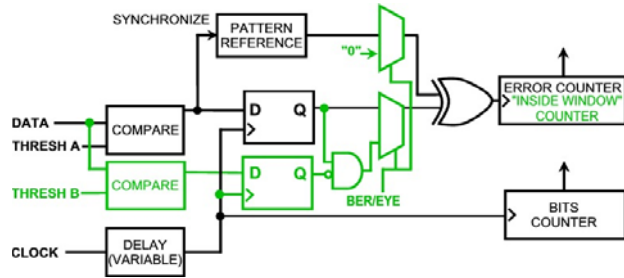 SYNCHRONIZE
PATTERN
REFERENCE
"0"
DATA
THRESH A
COMPARE
D Q
ERROR COUNTER
"INSIDE WINDOW"
COUNTER
THRESH B
COMPARE
D Q
BER/EYE
BITS
COUNTER
CLOCK
DELAY
(VARIABLE)